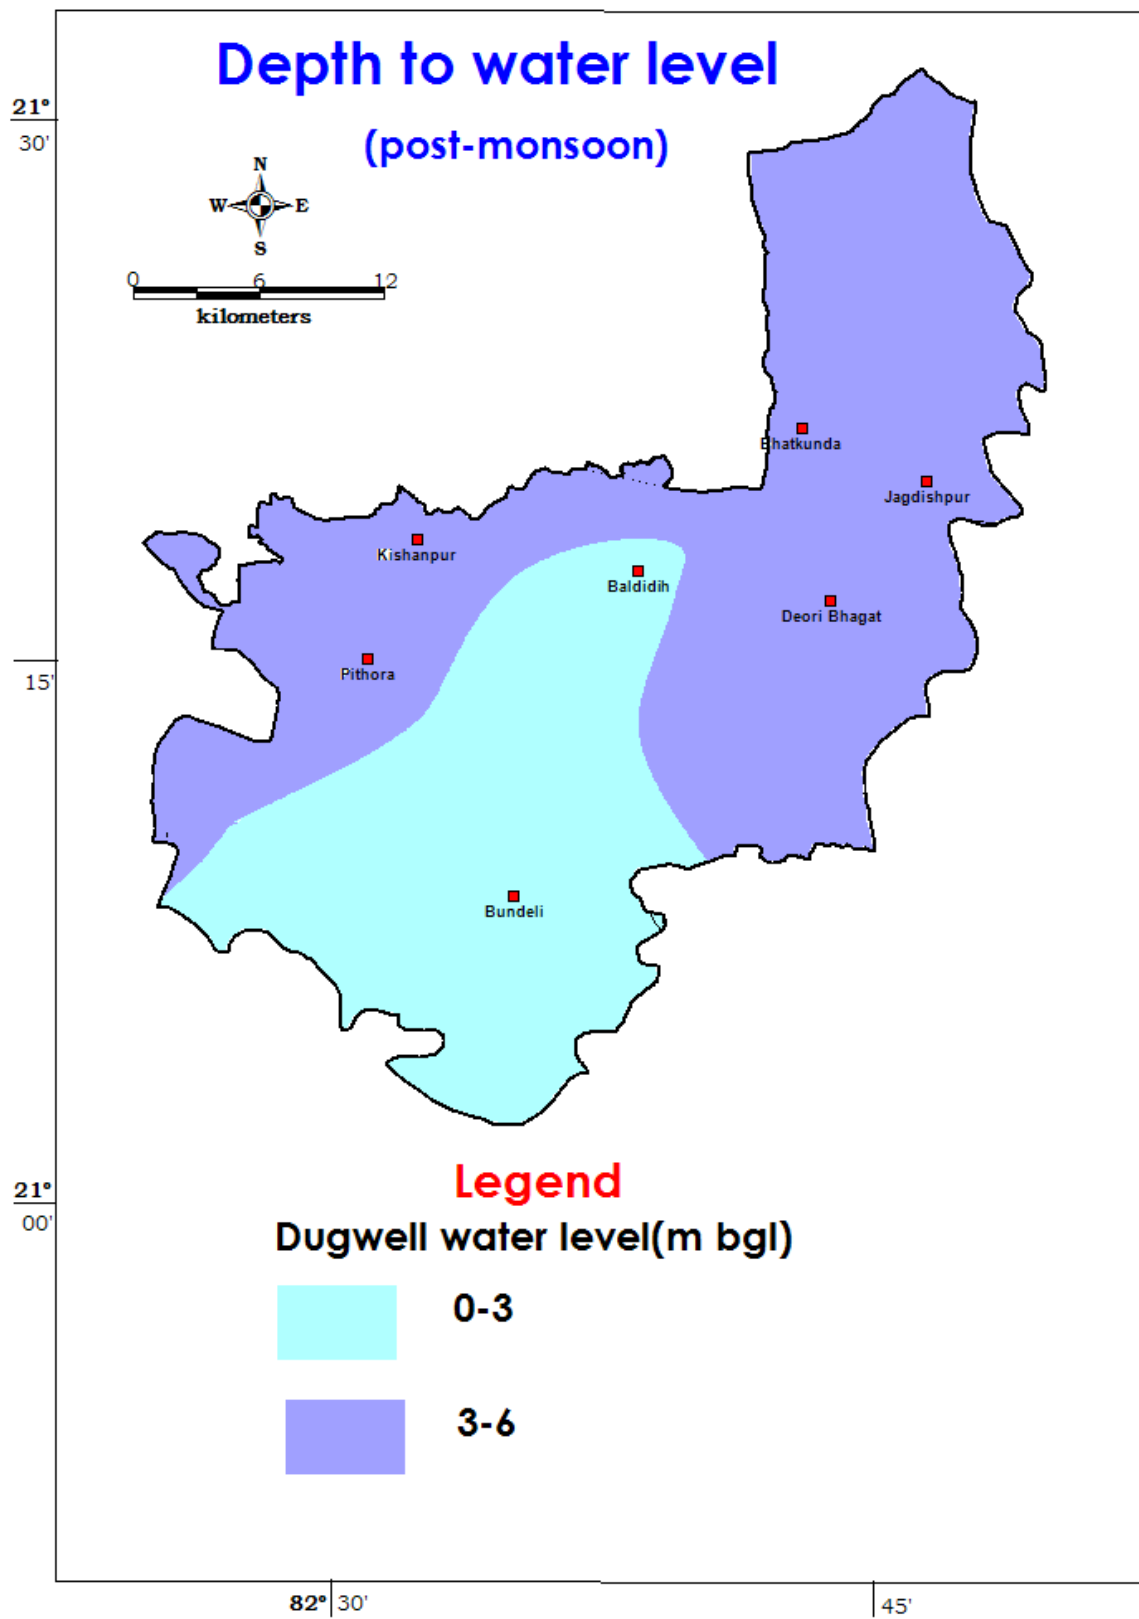 Depth to water level
(post-monsoon)
21°
30'
N
W E
S
0 6 12
kilometers
Bhatkunda
Jagdishpur
Kishanpur
Baldidih
Deori Bhagat
Pithora
15'
Bundeli
Legend
21°
00'
Dugwell water level(m bgl)
0-3
3-6
82° 30'
45'